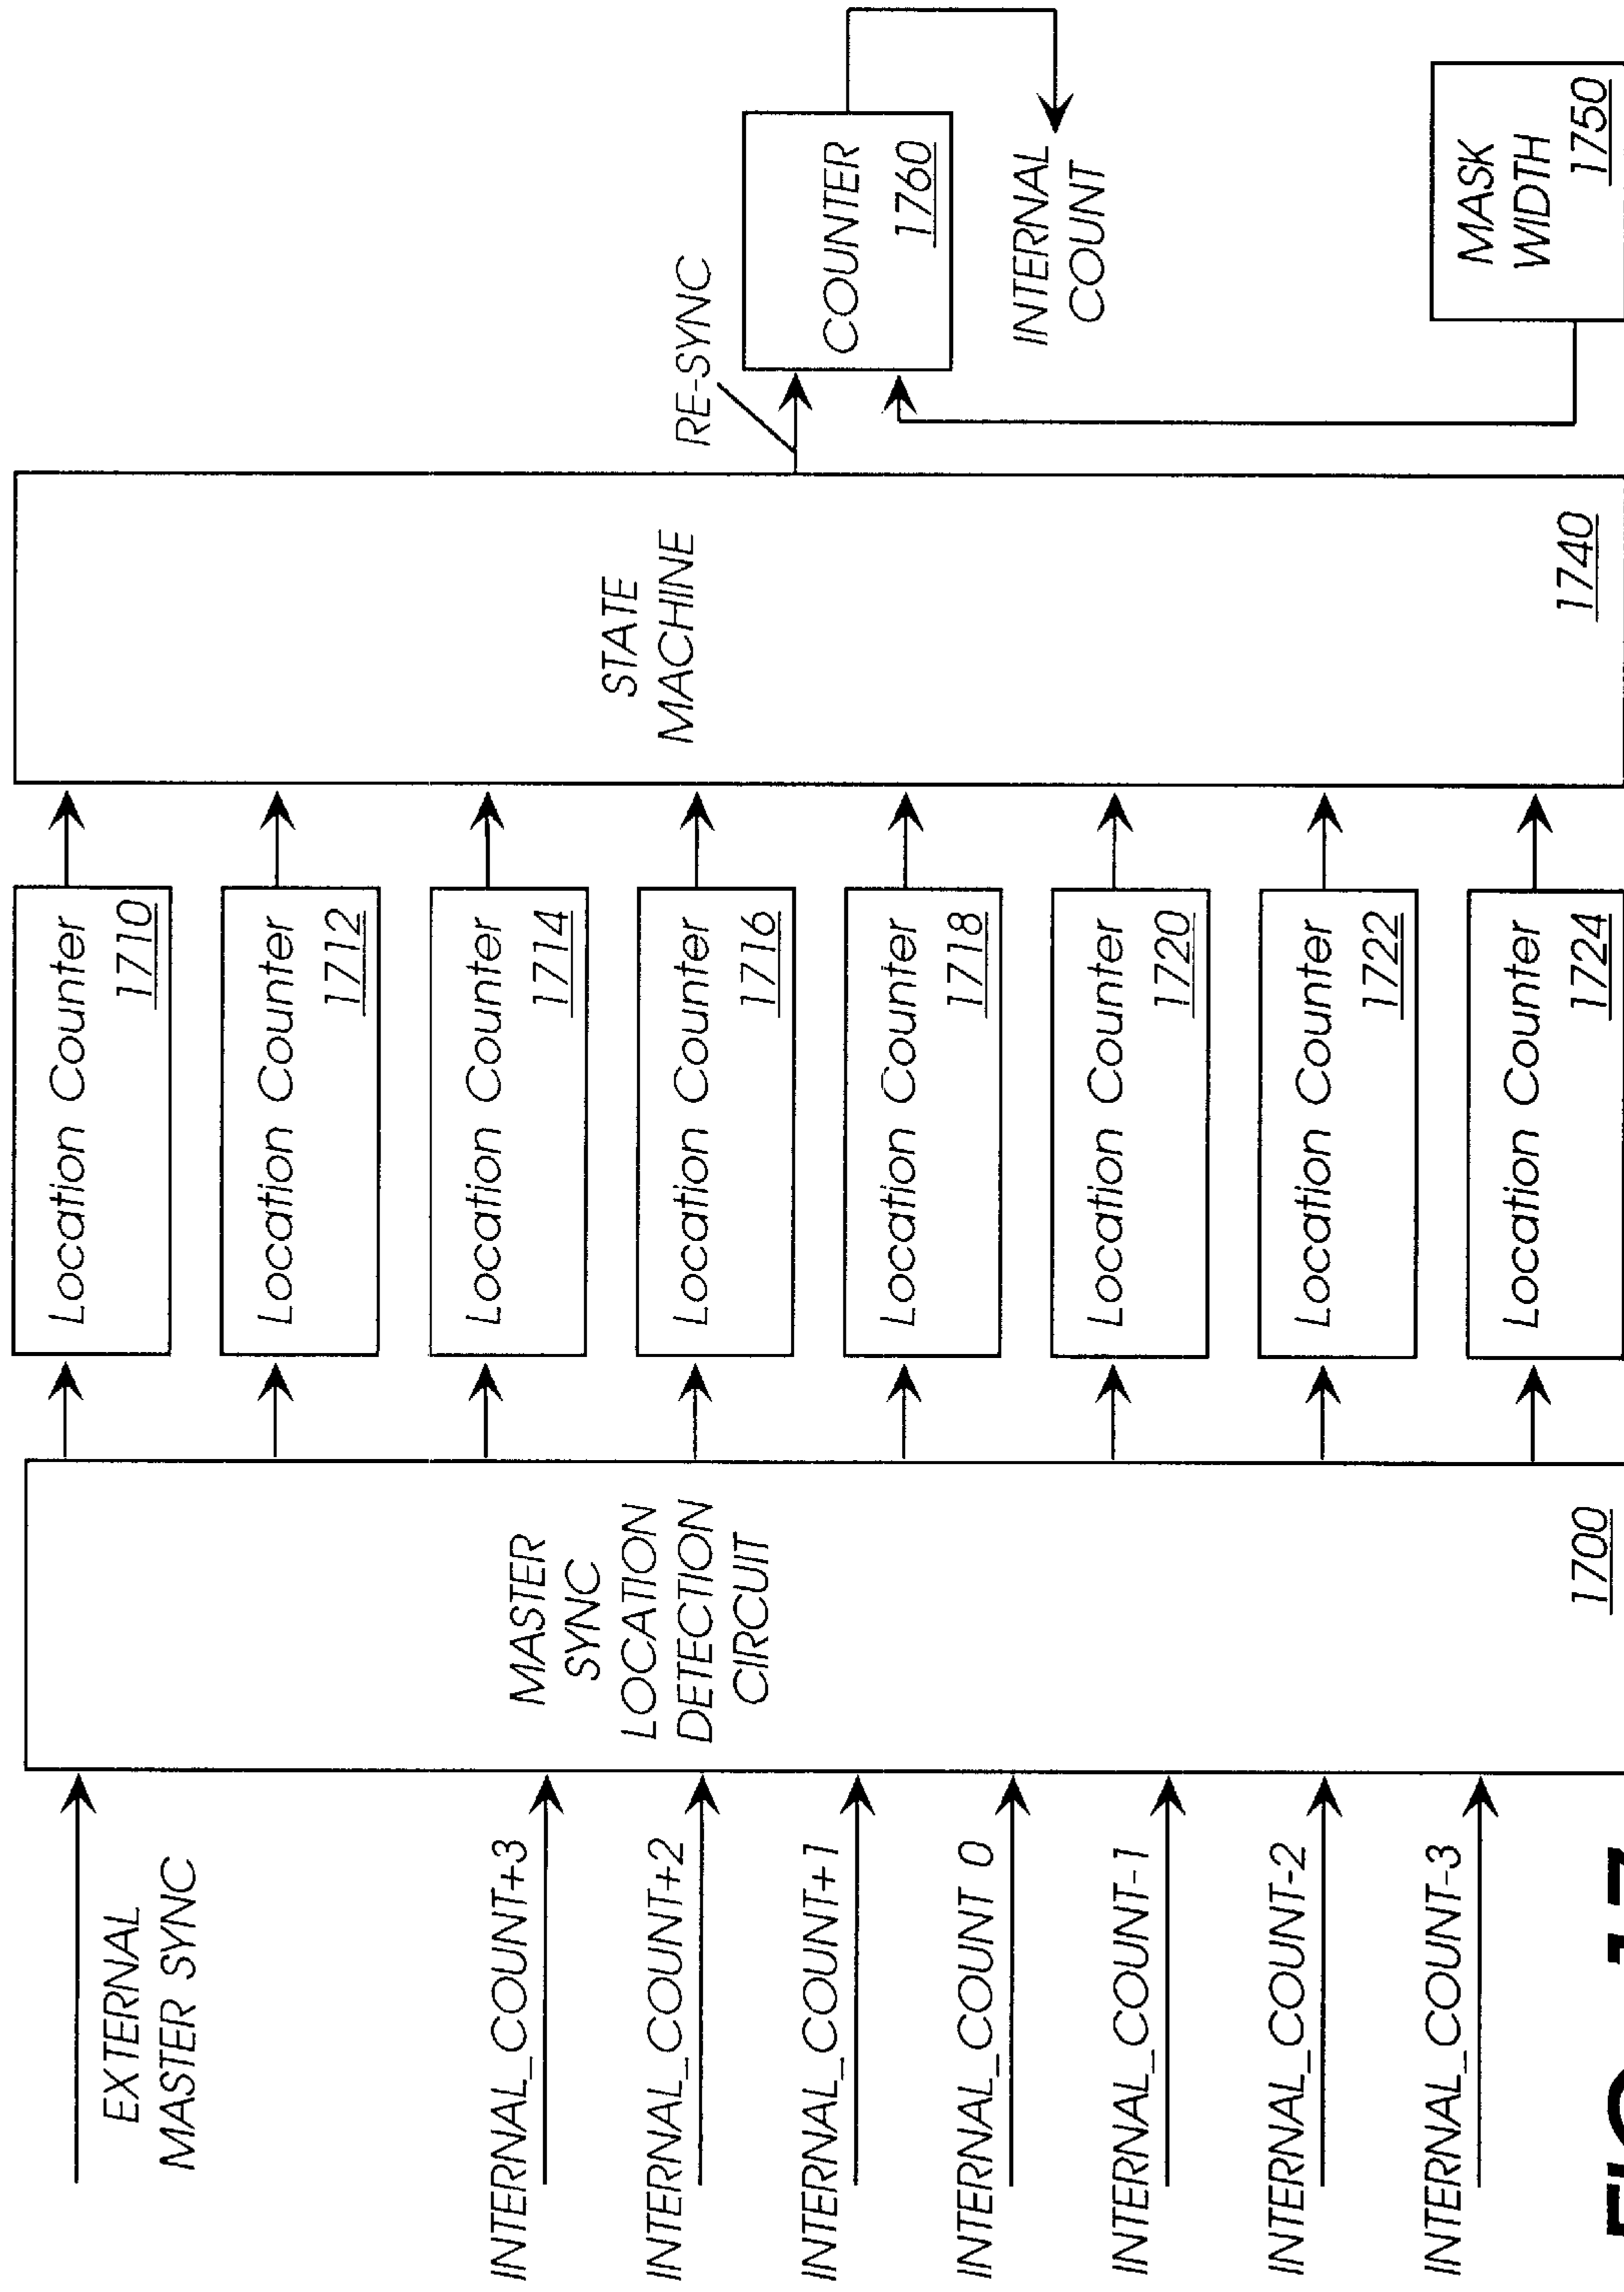 EXTERNAL
MASTER SYNC
INTERNAL_COUNT+3
INTERNAL_COUNT+2
INTERNAL_COUNT+1
INTERNAL_COUNT 0
INTERNAL_COUNT-1
INTERNAL_COUNT-2
INTERNAL_COUNT-3
MASTER
SYNC
LOCATION
DETECTION
CIRCUIT
1700
Location Counter
1710
Location Counter
1712
Location Counter
1714
Location Counter
1716
Location Counter
1718
Location Counter
1720
Location Counter
1722
Location Counter
1724
STATE
MACHINE
1740
RE-SYNC
COUNTER
1760
INTERNAL
COUNT
MASK
WIDTH
1750